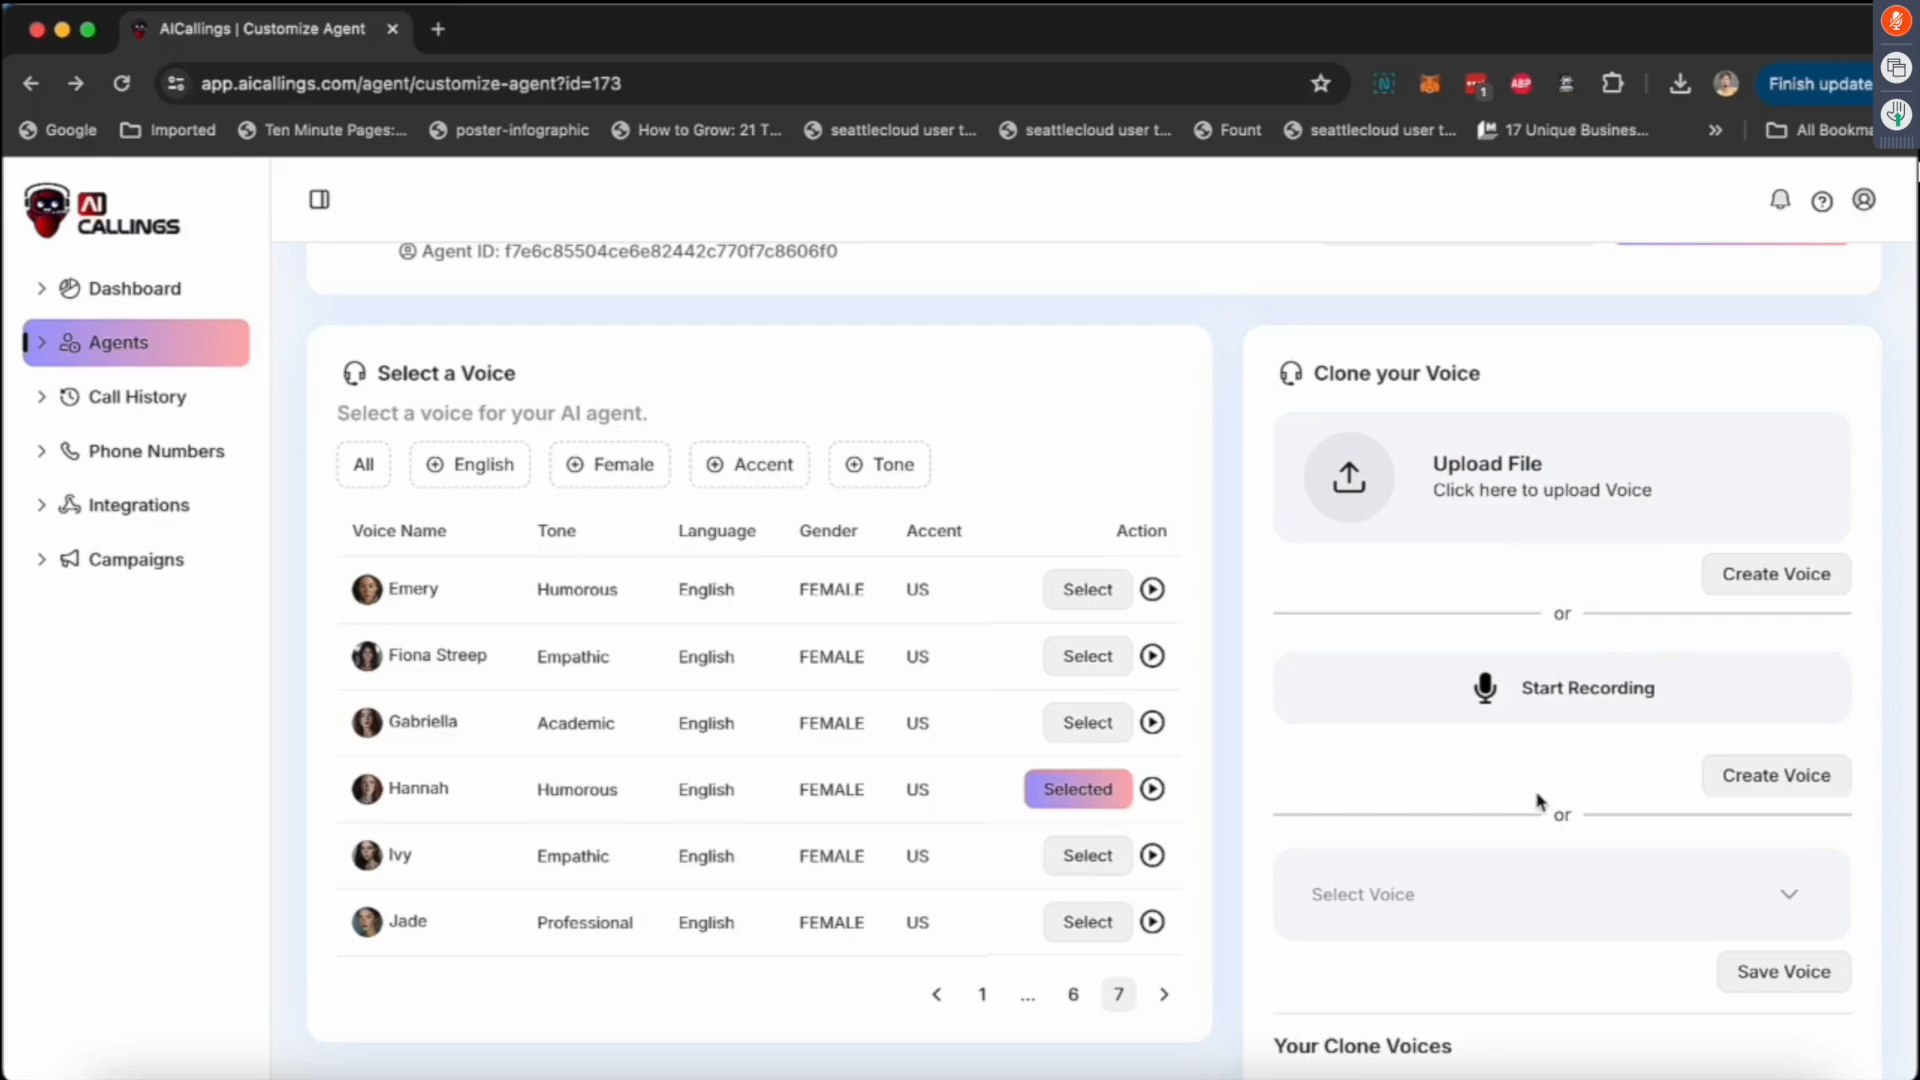 AICallings | Customize Agent
app.aicallings.com/agent/customize-agent?id=173
1
ABP
Finish update
Google
Imported
Ten Minute Pages:...
poster-infographic
How to Grow: 21 T...
seattlecloud user t...
seattlecloud user t...
Fount
seattlecloud user t...
17 Unique Busines...
»
All Bookma
AI
CALLINGS
Agent ID: f7e6c85504ce6e82442c770f7c8606f0
Dashboard
Agents
Call History
Phone Numbers
Integrations
Campaigns
Select a Voice
Select a voice for your AI agent.
All
English
Female
Accent
Tone
Voice Name Tone Language Gender Accent Action
Emery Humorous English FEMALE US Select
Fiona Streep Empathic English FEMALE US Select
Gabriella Academic English FEMALE US Select
Hannah Humorous English FEMALE US Selected
Ivy Empathic English FEMALE US Select
Jade Professional English FEMALE US Select
1 ... 6 7
Clone your Voice
Upload File
Click here to upload Voice
Create Voice
or
Start Recording
Create Voice
or
Select Voice
Save Voice
Your Clone Voices